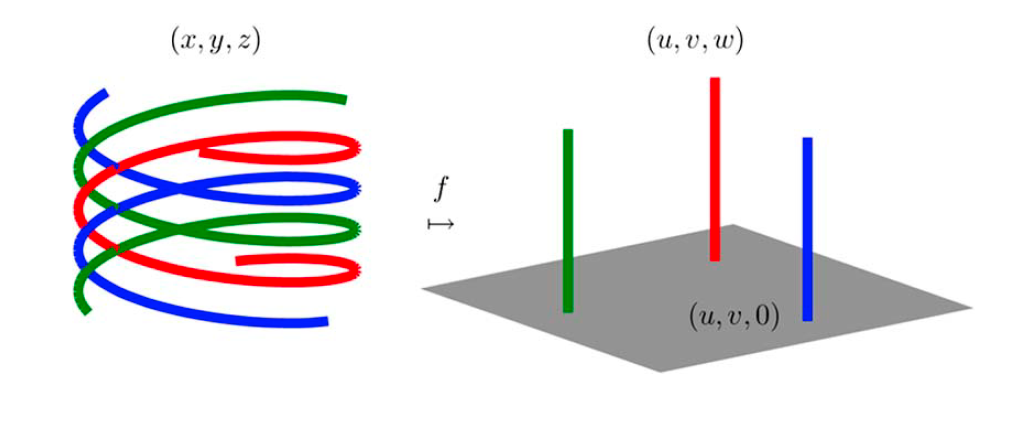 (x, y, z)
(u, v, w)
f
↦
(u, v, 0)